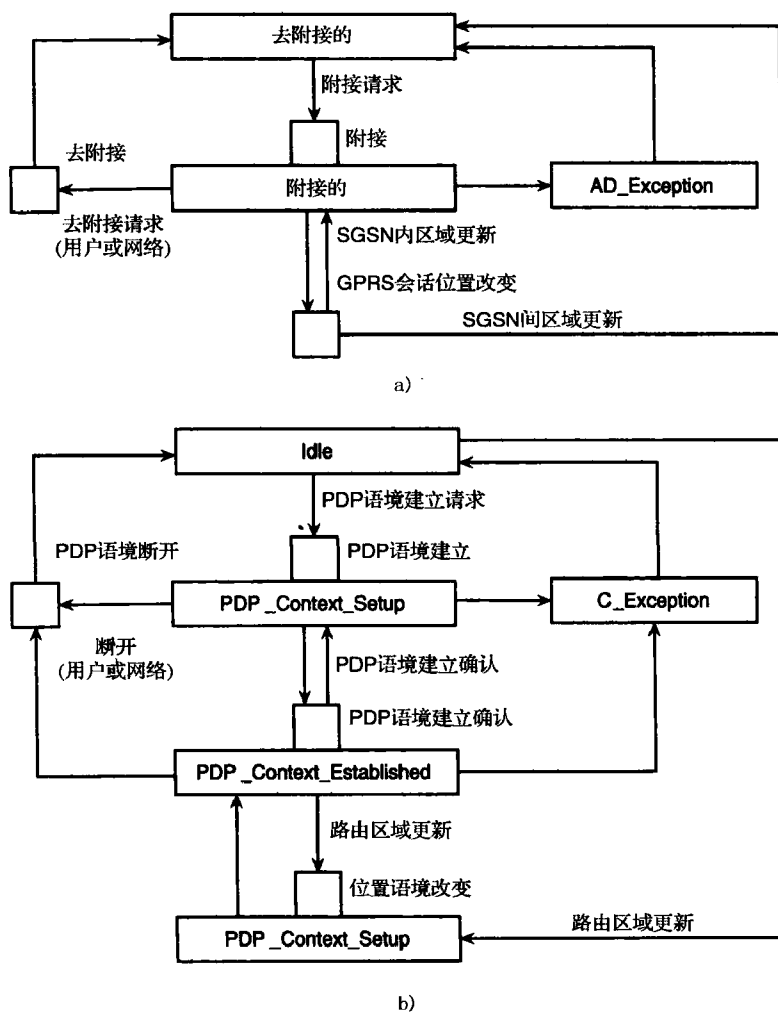 去附接的
附接请求
附接
去附接
附接的
AD_Exception
去附接请求
(用户或网络)
SGSN内区域更新
GPRS会话位置改变
SGSN间区域更新
a)
Idle
PDP语境建立请求
PDP语境断开
PDP语境建立
PDP_Context_Setup
C_Exception
断开
(用户或网络)
PDP语境建立确认
PDP语境建立确认
PDP_Context_Established
路由区域更新
位置语境改变
PDP_Context_Setup
路由区域更新
b)